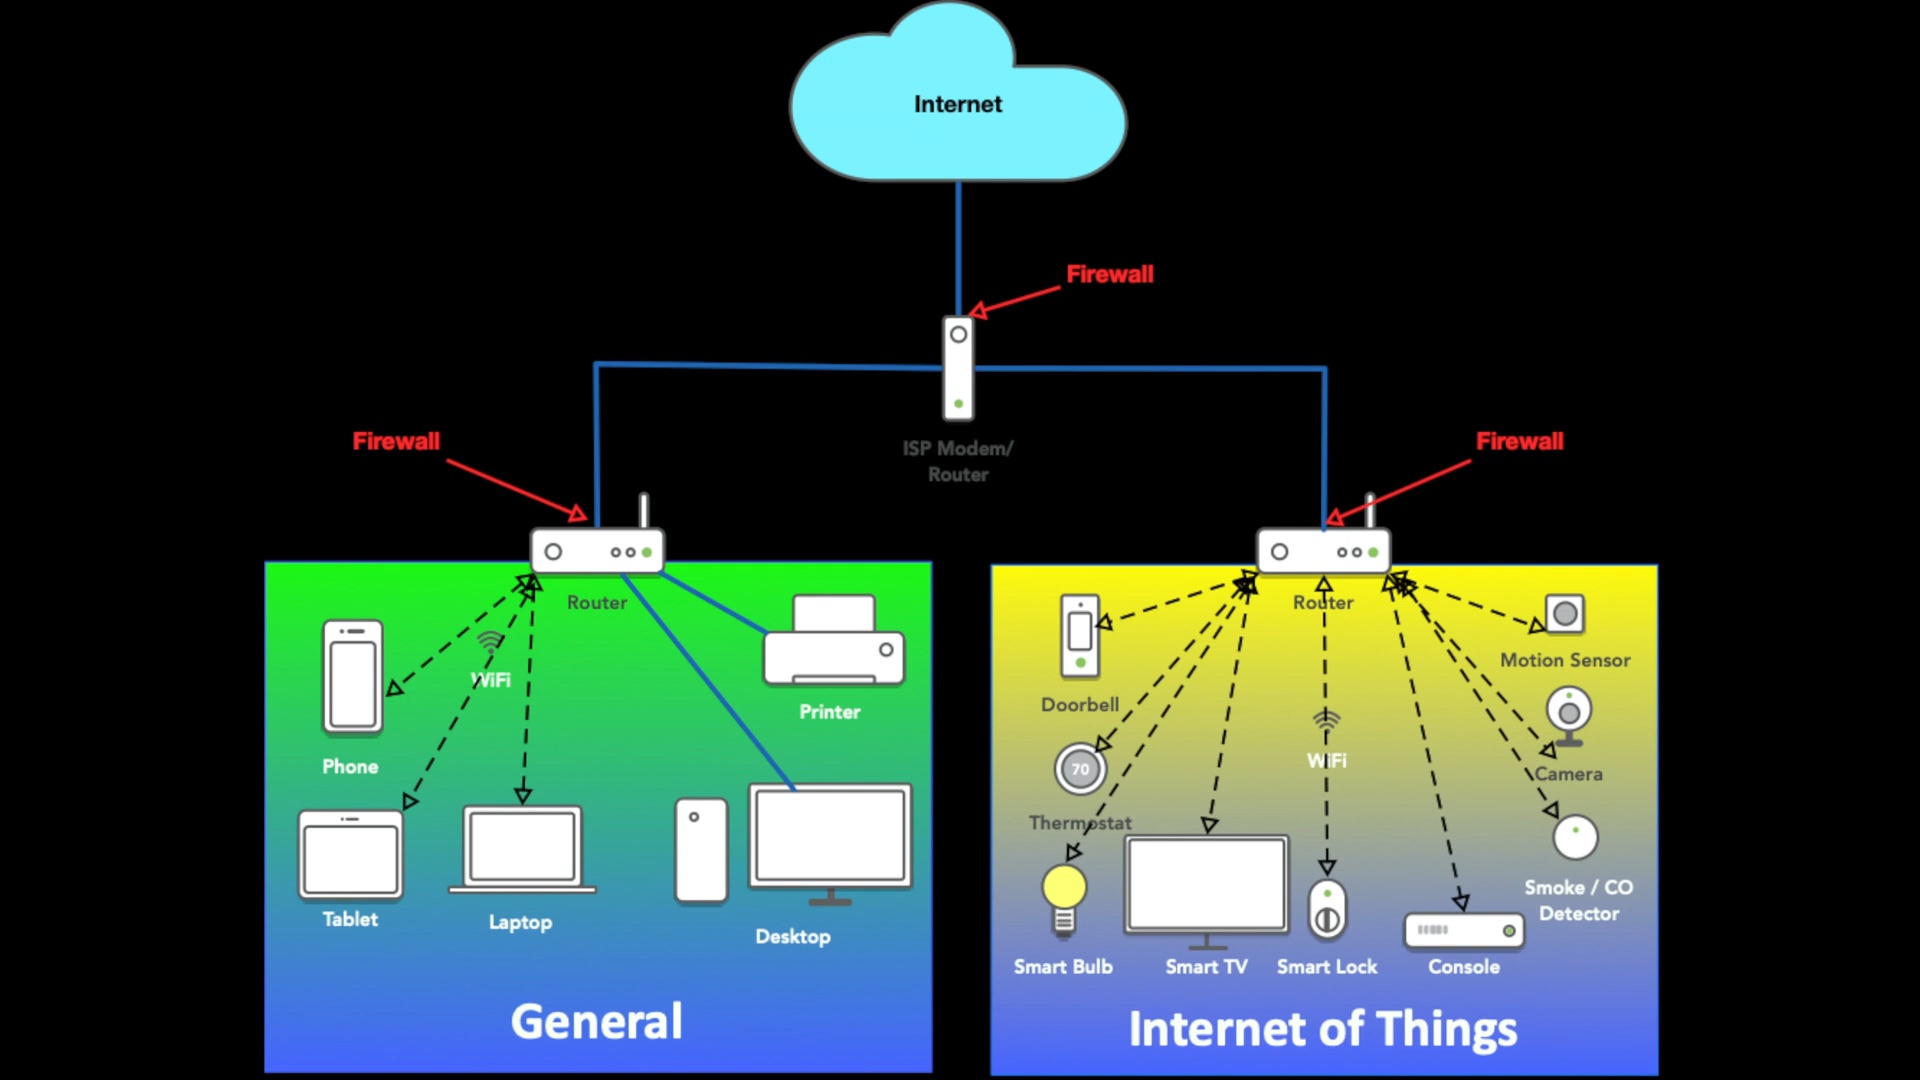 Internet
Firewall
Firewall
Firewall
ISP Modem/
Router
Router
WiFi
Phone
Printer
Tablet
Laptop
Desktop
General
Router
Doorbell
Motion Sensor
70
Thermostat
WiFi
Camera
Smoke / CO
Detector
Smart Bulb
Smart TV
Smart Lock
Console
Internet of Things